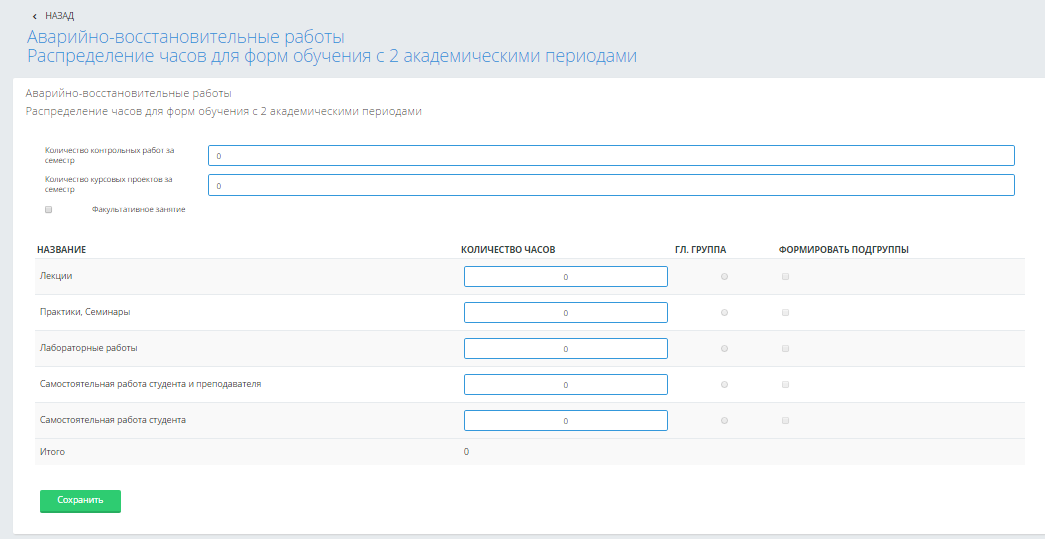 ‹ НАЗАД
Аварийно-восстановительные работы
Распределение часов для форм обучения с 2 академическими периодами
Аварийно-восстановительные работы
Распределение часов для форм обучения с 2 академическими периодами
Количество контрольных работ за
семестр
0
Количество курсовых проектов за
семестр
0
Факультативное занятие
НАЗВАНИЕ КОЛИЧЕСТВО ЧАСОВ ГЛ. ГРУППА ФОРМИРОВАТЬ ПОДГРУППЫ
Лекции 0
Практики, Семинары 0
Лабораторные работы 0
Самостоятельная работа студента и преподавателя 0
Самостоятельная работа студента 0
Итого 0
Сохранить